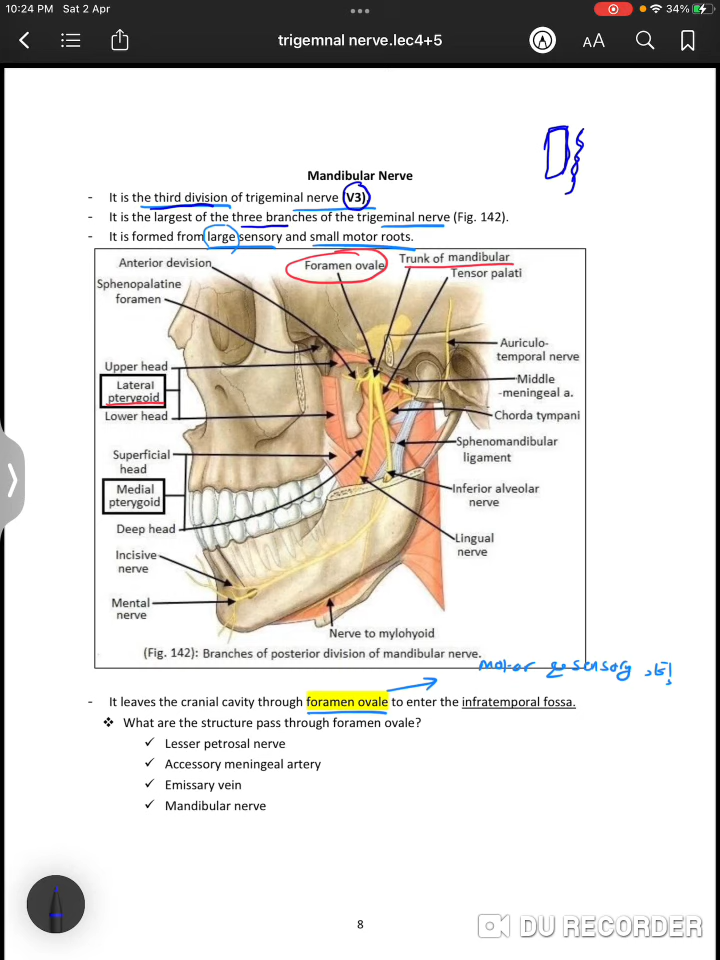 10:24 PM Sat 2 Apr
34%
trigemnal nerve.lec4+5
AA
Mandibular Nerve
- It is the third division of trigeminal nerve (V3).
- It is the largest of the three branches of the trigeminal nerve (Fig. 142).
- It is formed from large sensory and small motor roots.
Anterior devision
Foramen ovale
Trunk of mandibular
Tensor palati
Sphenopalatine
foramen
Auriculo-
temporal nerve
Upper head
Lateral
pterygoid
Lower head
Middle
-meningeal a.
Chorda tympani
Superficial
head
Sphenomandibular
ligament
Medial
pterygoid
Inferior alveolar
nerve
Deep head
Lingual
nerve
Incisive
nerve
Mental
nerve
Nerve to mylohyoid
(Fig. 142): Branches of posterior division of mandibular nerve.
motor sensory
- It leaves the cranial cavity through foramen ovale to enter the infratemporal fossa.
❖ What are the structure pass through foramen ovale?
✓ Lesser petrosal nerve
✓ Accessory meningeal artery
✓ Emissary vein
✓ Mandibular nerve
8
DU RECORDER